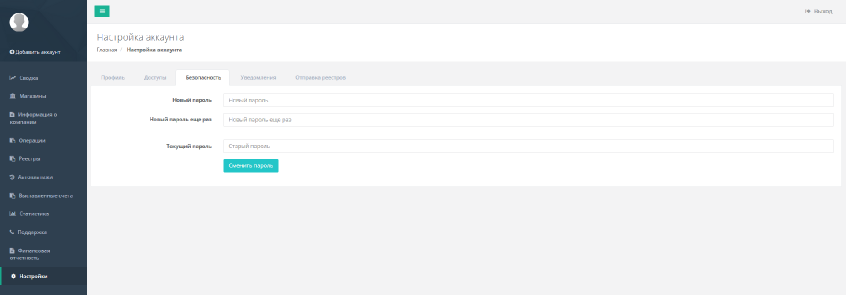 Выход
Добавить аккаунт
Настройка аккаунта
Главная / Настройка аккаунта
Сводка
Магазины
Информация о
компании
Операции
Реестры
Выставленные счета
Статистика
Поддержка
Финансовая
отчетность
Настройки
Профиль
Доступы
Безопасность
Уведомления
Отправка реестров
Новый пароль
Новый пароль
Новый пароль еще раз
Новый пароль еще раз
Текущий пароль
Старый пароль
Сменить пароль